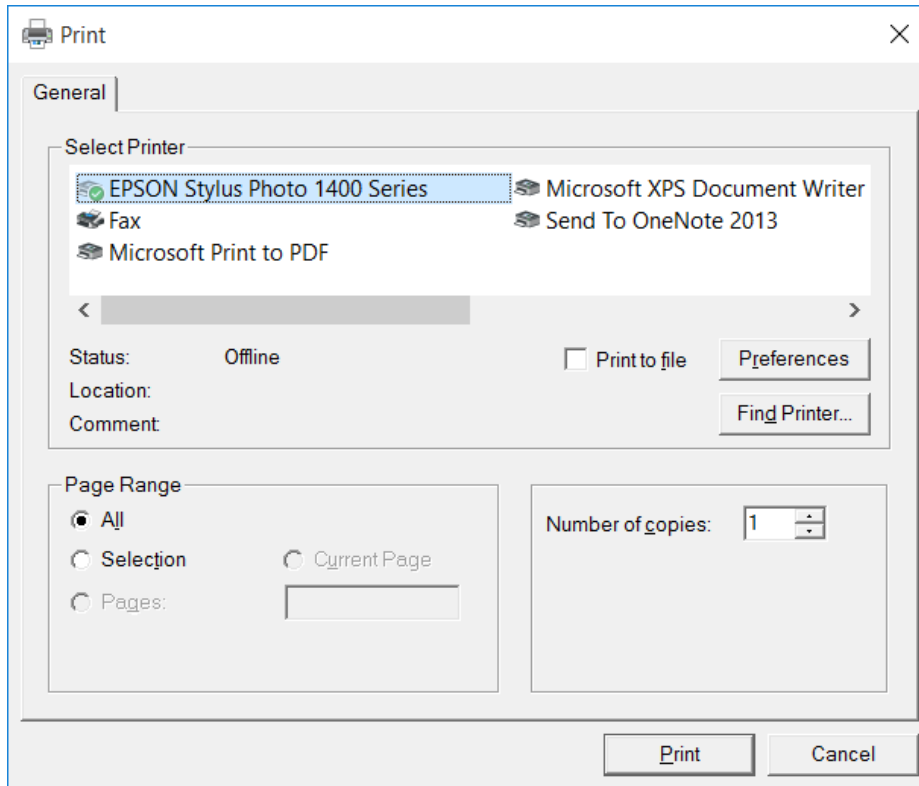 Print
General
Select Printer
EPSON Stylus Photo 1400 Series
Microsoft XPS Document Writer
Fax
Send To OneNote 2013
Microsoft Print to PDF
Status: Offline
Print to file
Preferences
Location:
Find Printer...
Comment:
Page Range
All
Number of copies: 1
Selection
Current Page
Pages:
Print
Cancel